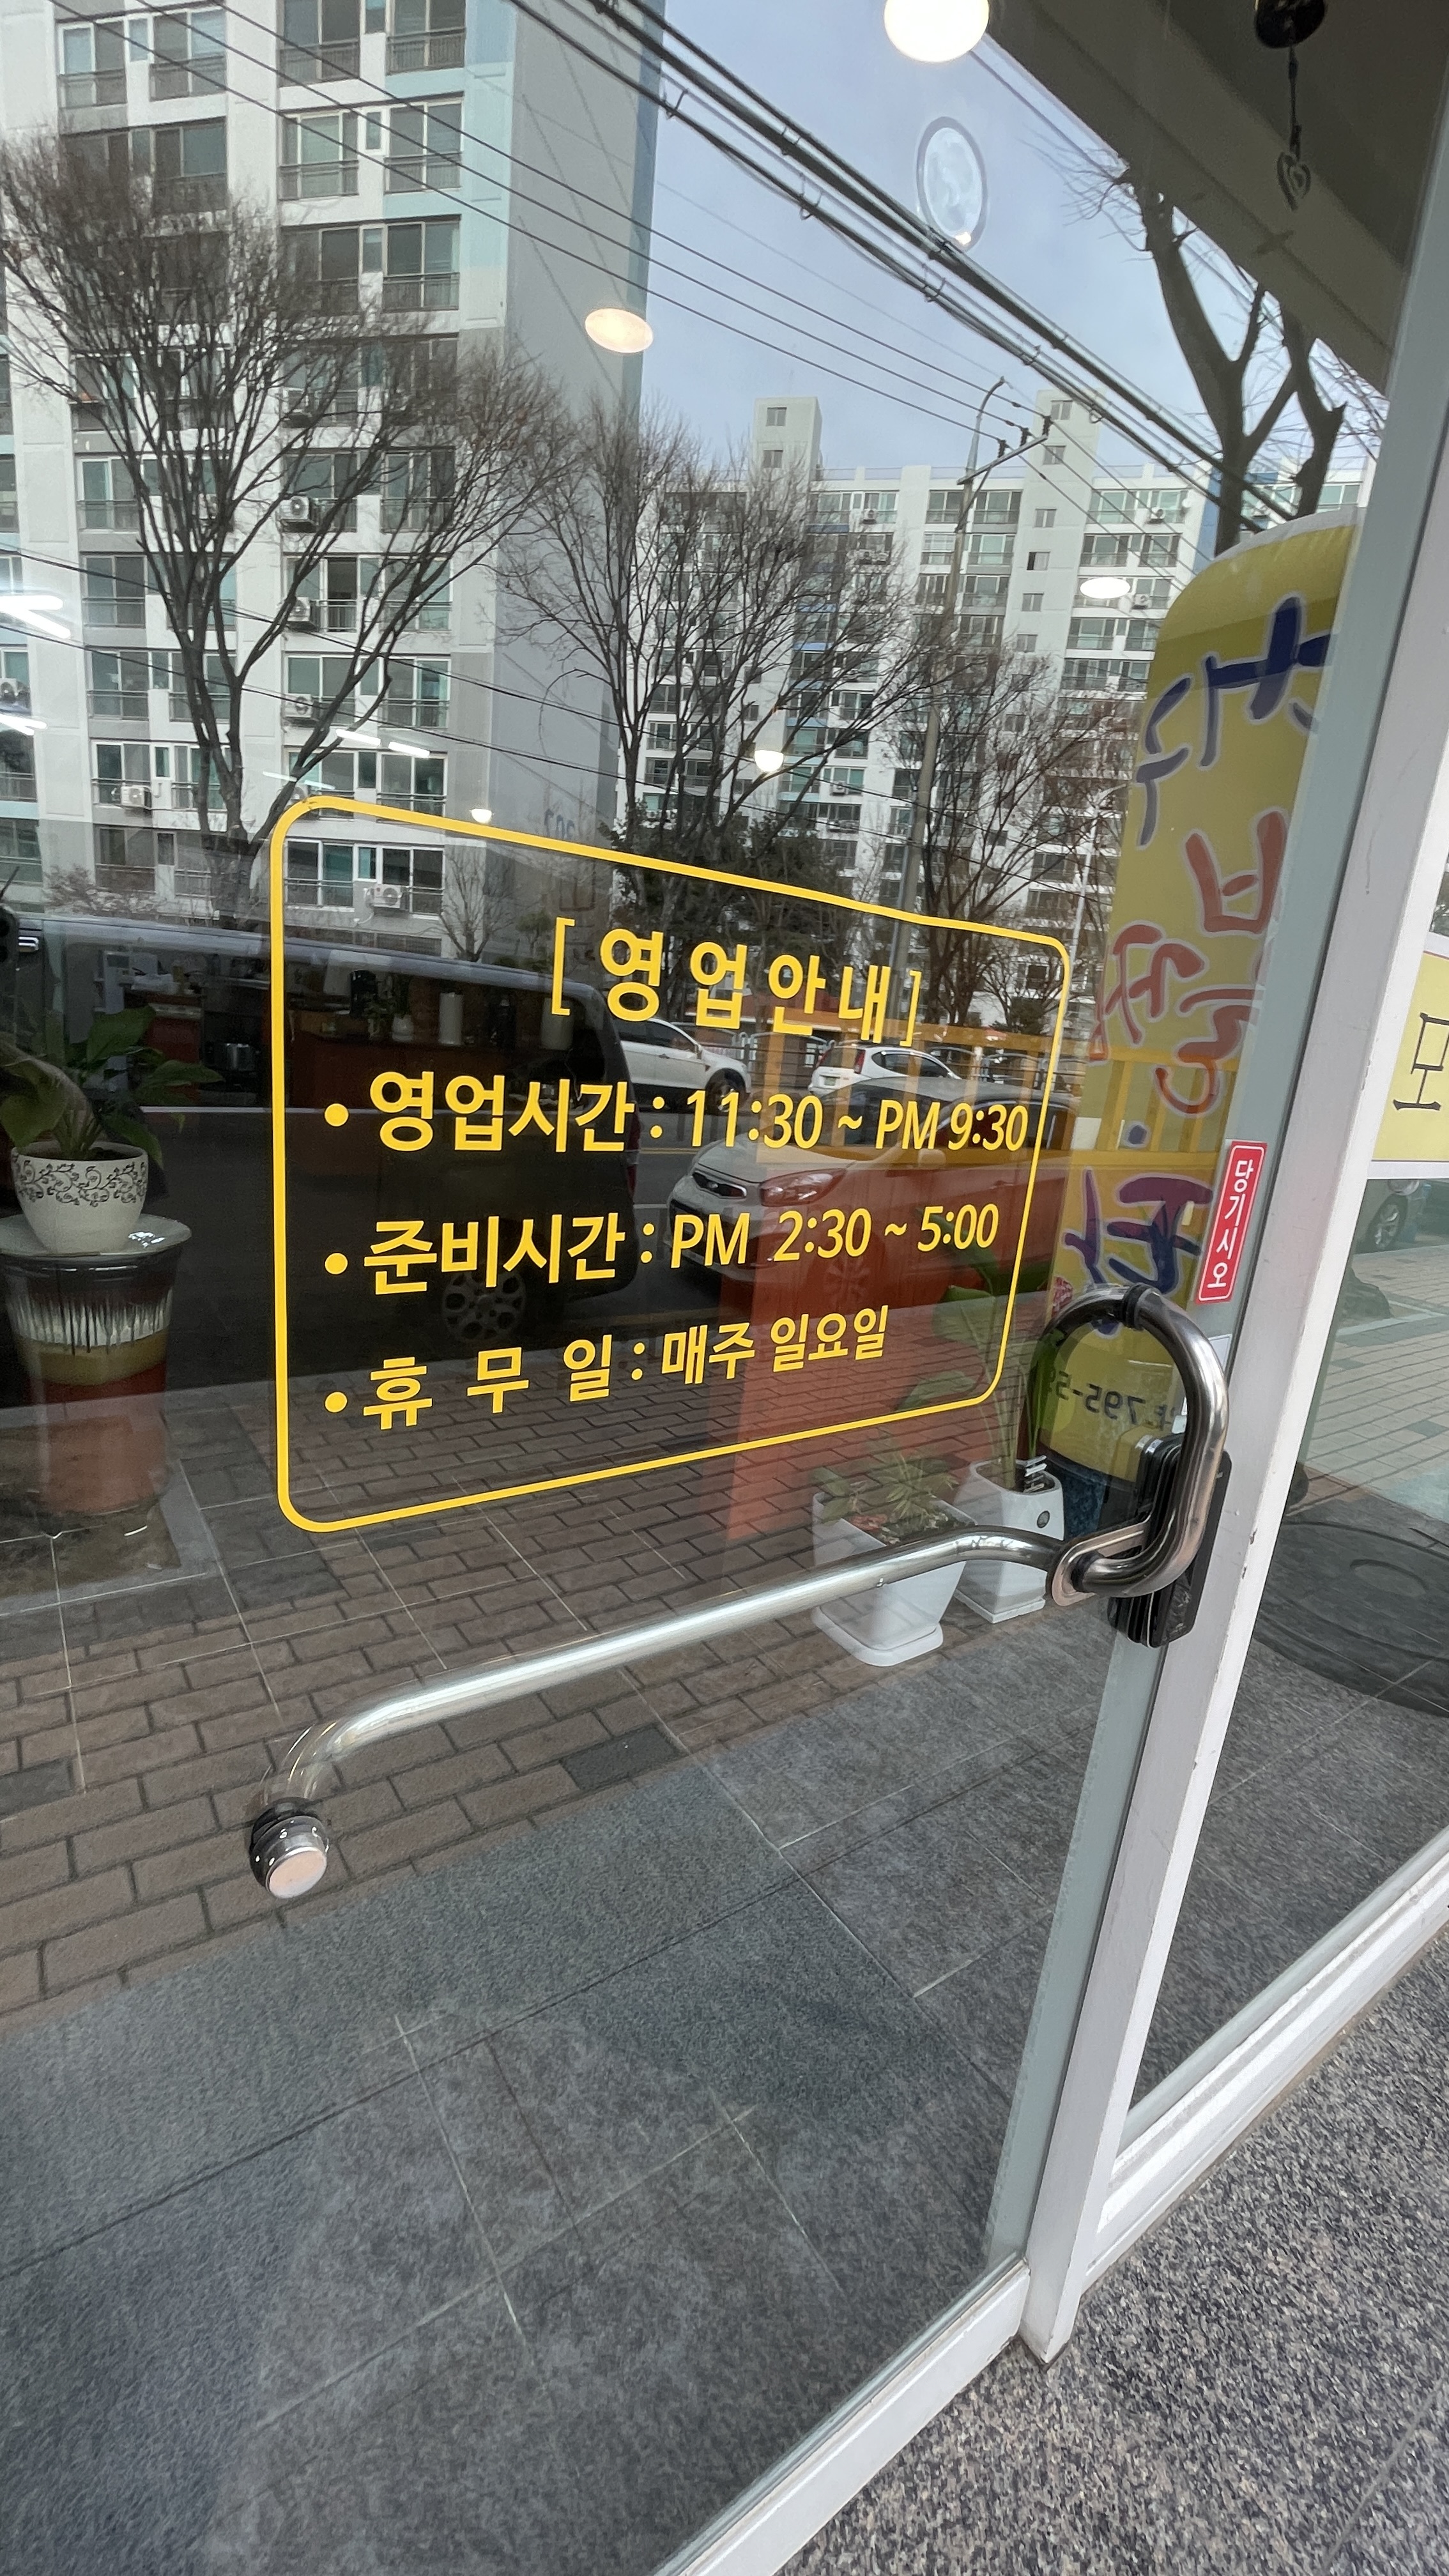 [영업안내]
• 영업시간 : 11:30 ~ PM 9:30
• 준비시간 : PM 2:30 ~ 5:00
• 휴 무 일 : 매주 일요일
당기시오